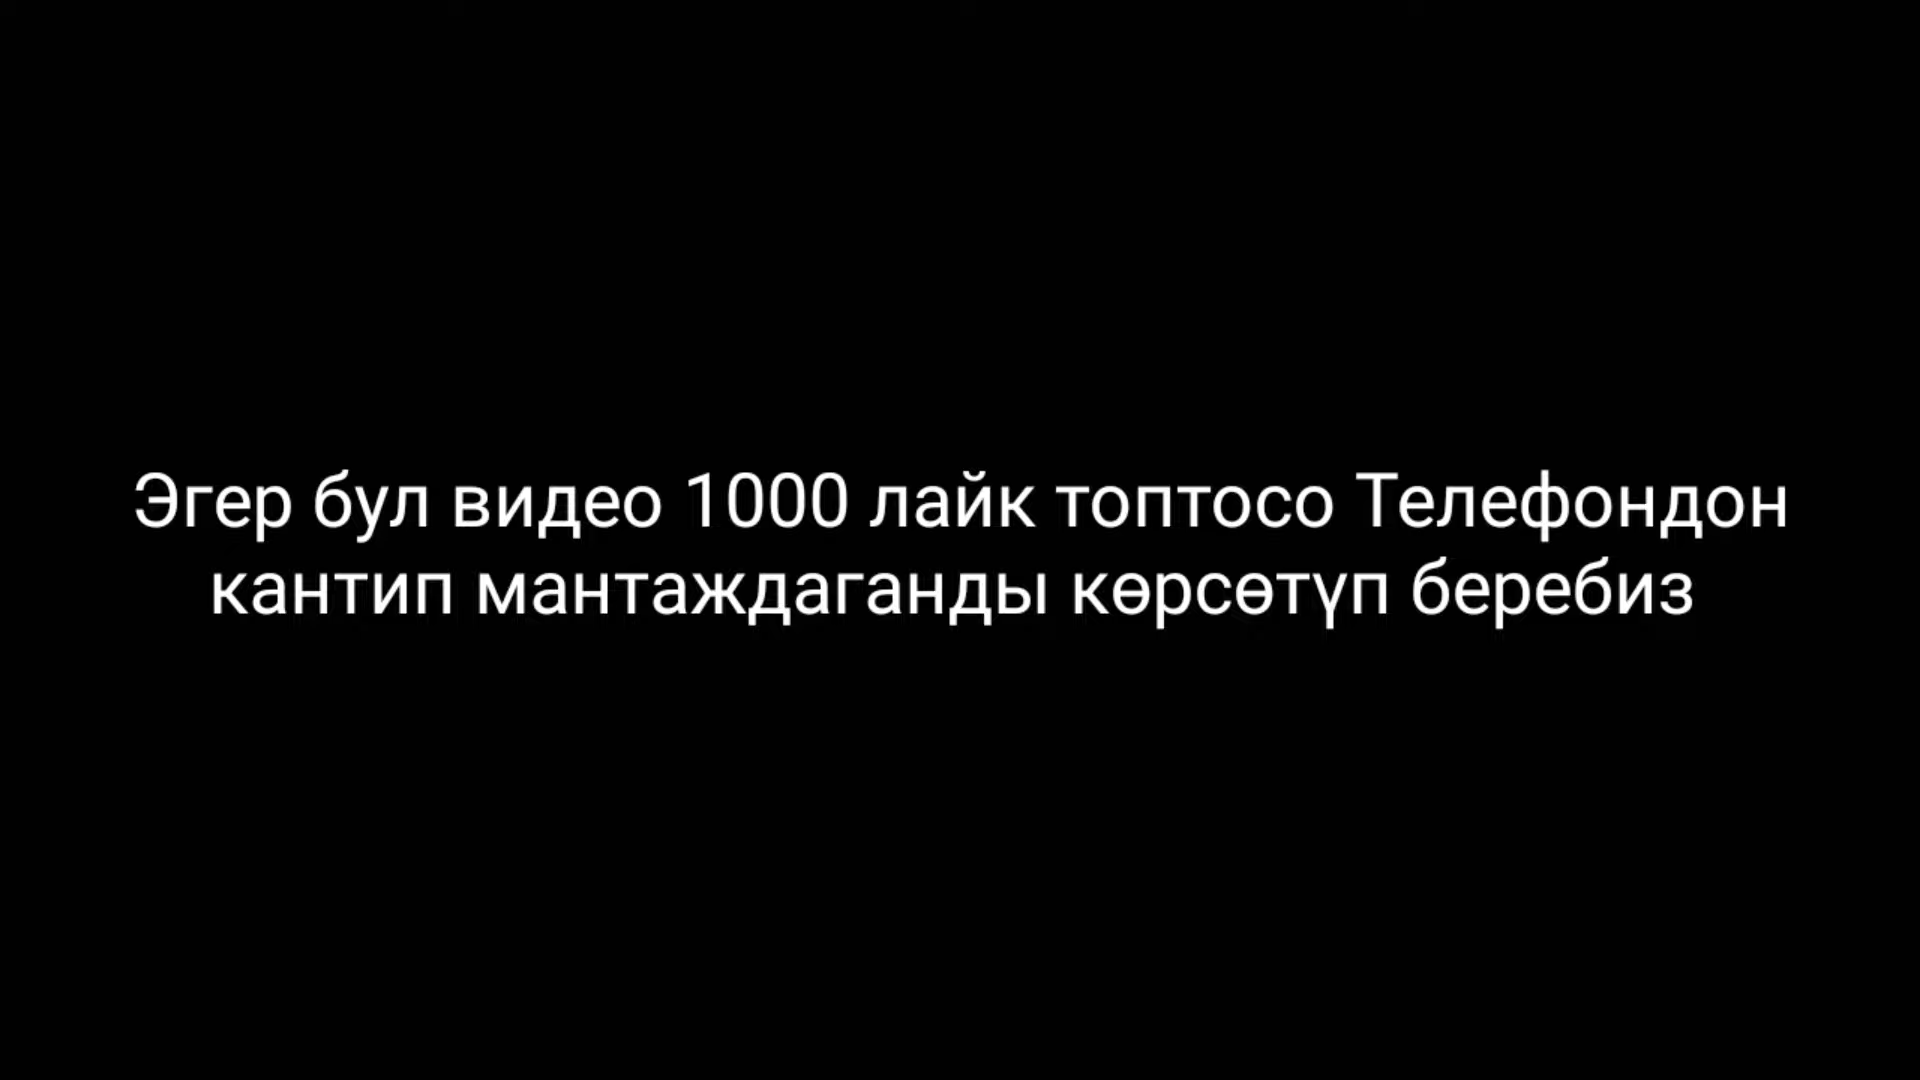 Эгер бул видео 1000 лайк топтосо Телефондон
кантип мантаждаганды көрсөтүп беребиз